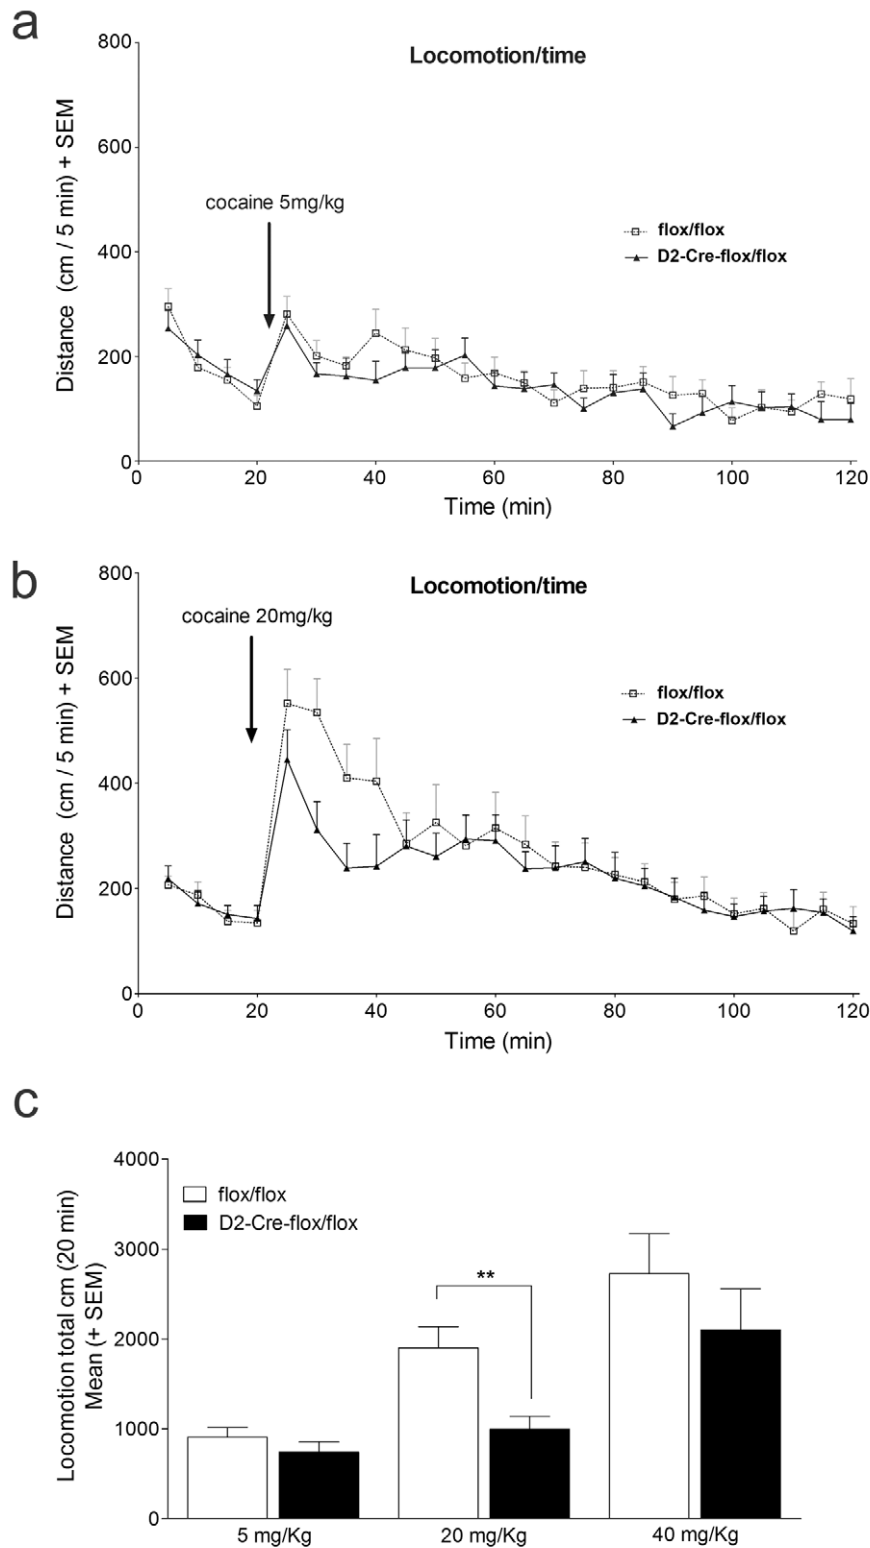 a
Locomotion/time
Distance (cm / 5 min) + SEM
800
600
400
200
0
cocaine 5mg/kg
flox/flox
D2-Cre-flox/flox
0 20 40 60 80 100 120
Time (min)
b
Locomotion/time
Distance (cm / 5 min) + SEM
800
600
400
200
0
cocaine 20mg/kg
flox/flox
D2-Cre-flox/flox
0 20 40 60 80 100 120
Time (min)
c
Locomotion total cm (20 min)
Mean (+ SEM)
4000
3000
2000
1000
0
flox/flox
D2-Cre-flox/flox
**
5 mg/Kg 20 mg/Kg 40 mg/Kg